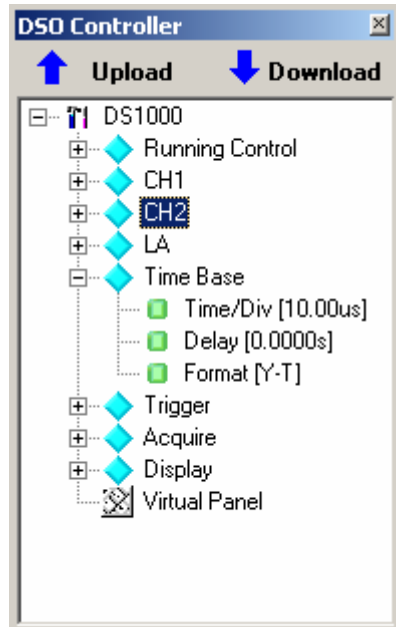 DSO Controller
Upload Download
DS1000
Running Control
CH1
CH2
LA
Time Base
Time/Div [10.00us]
Delay [0.0000s]
Format [Y-T]
Trigger
Acquire
Display
Virtual Panel